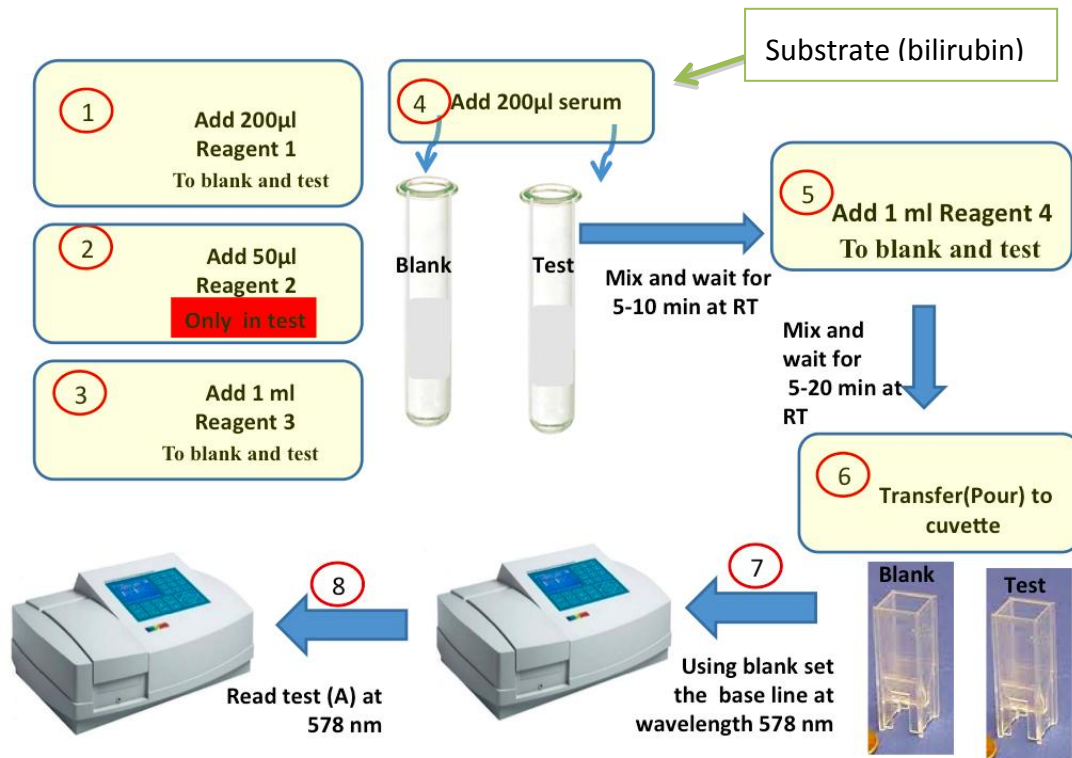 Substrate (bilirubin)
1
Add 200µl
Reagent 1
To blank and test
2
Add 50µl
Reagent 2
Only in test
3
Add 1 ml
Reagent 3
To blank and test
4
Add 200µl serum
Blank
Test
Mix and wait for
5-10 min at RT
5
Add 1 ml Reagent 4
To blank and test
Mix and
wait for
5-20 min at
RT
6
Transfer(Pour) to
cuvette
Blank
Test
7
Using blank set
the base line at
wavelength 578 nm
8
Read test (A) at
578 nm